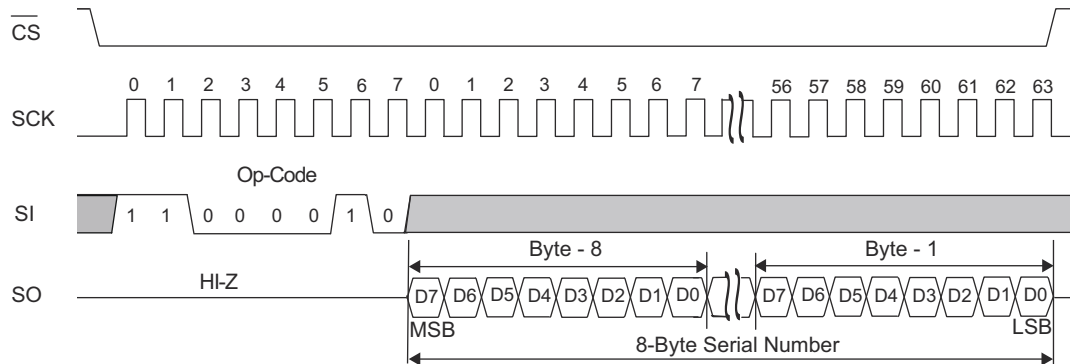 CS
0 1 2 3 4 5 6 7 0 1 2 3 4 5 6 7 56 57 58 59 60 61 62 63
SCK
Op-Code
SI 1 1 0 0 0 0 1 0
Byte - 8 Byte - 1
HI-Z
SO D7 D6 D5 D4 D3 D2 D1 D0 D7 D6 D5 D4 D3 D2 D1 D0
MSB LSB
8-Byte Serial Number